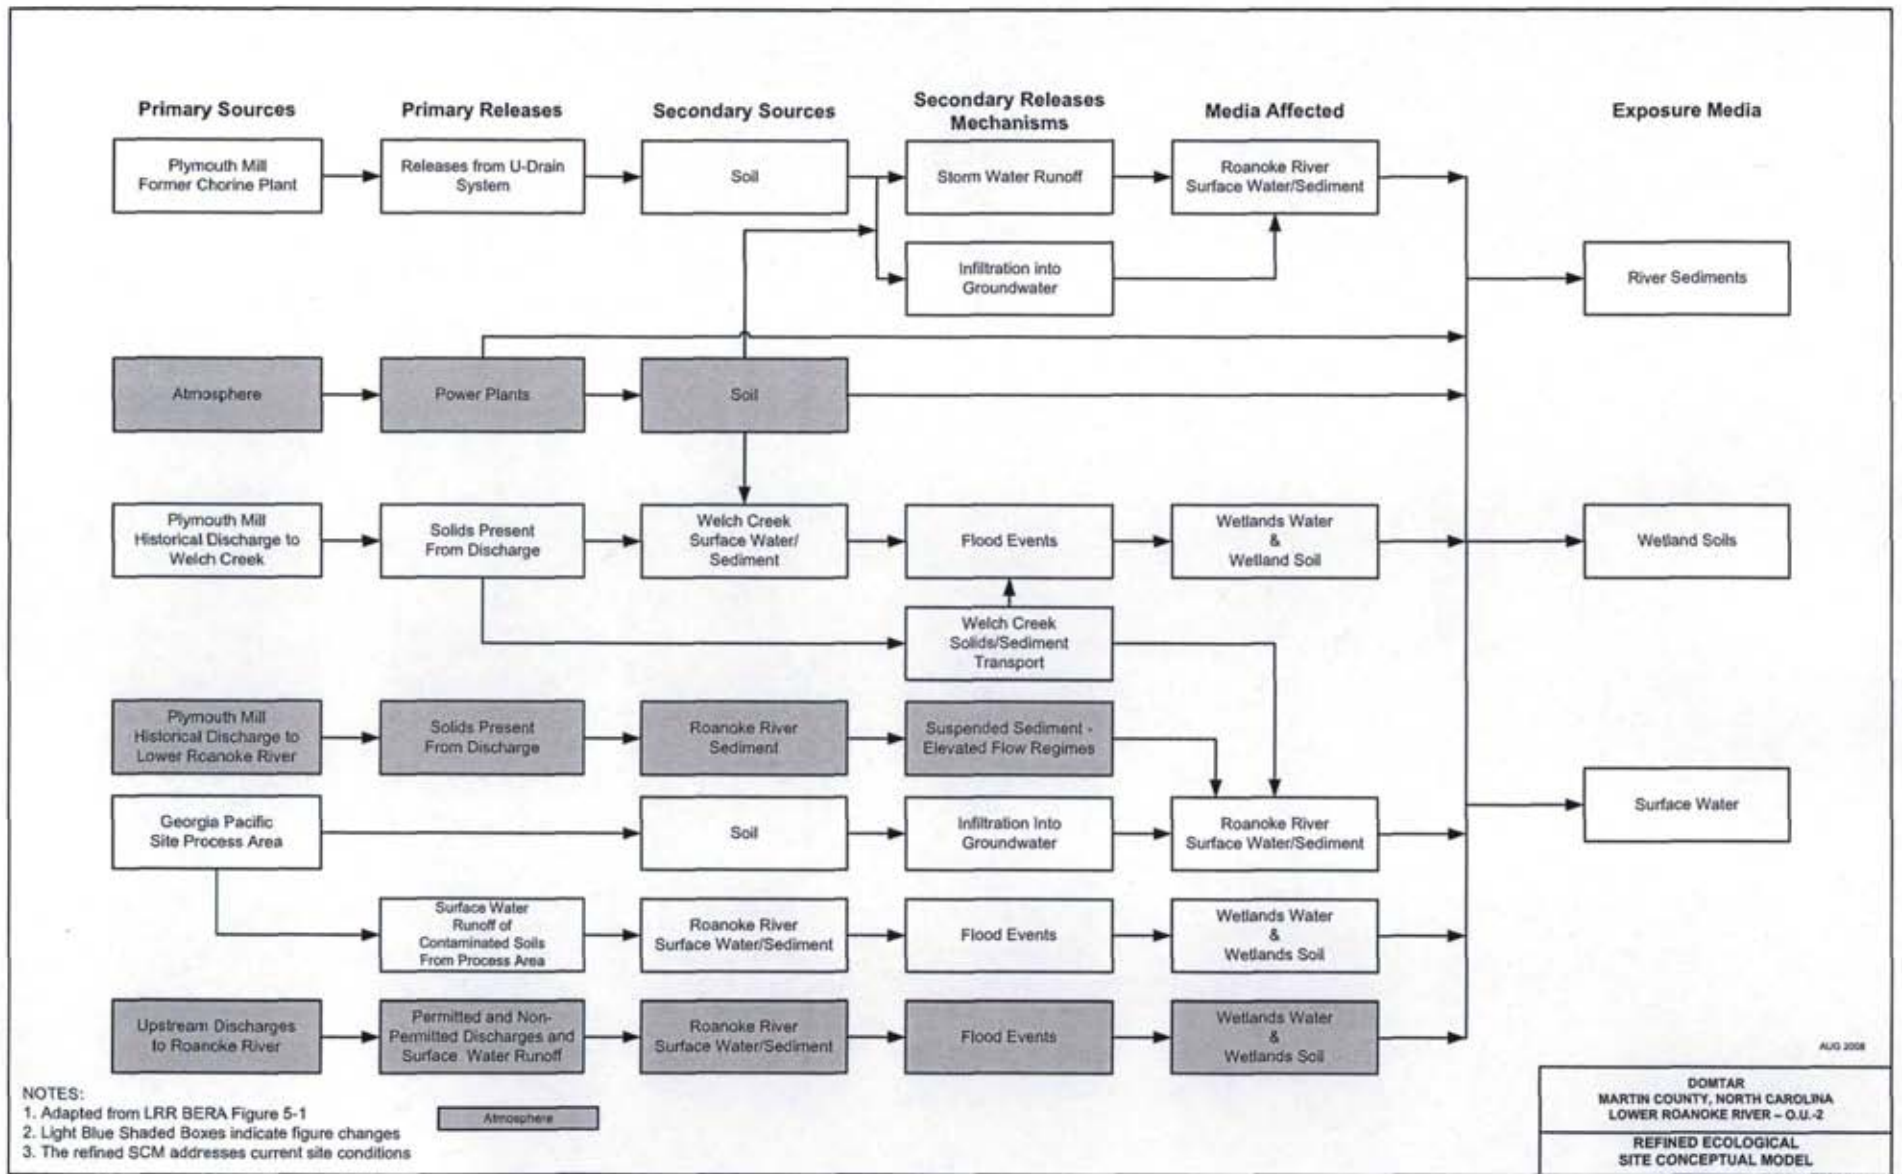 Primary Sources
Primary Releases
Secondary Sources
Secondary Releases
Mechanisms
Media Affected
Exposure Media
Plymouth Mill
Former Chorine Plant
Releases from U-Drain
System
Soil
Storm Water Runoff
Roanoke River
Surface Water/Sediment
Infiltration into
Groundwater
River Sediments
Atmosphere
Power Plants
Soil
Plymouth Mill
Historical Discharge to
Welch Creek
Solids Present
From Discharge
Welch Creek
Surface Water/
Sediment
Flood Events
Wetlands Water
&
Wetland Soil
Wetland Soils
Welch Creek
Solids/Sediment
Transport
Plymouth Mill
Historical Discharge to
Lower Roanoke River
Solids Present
From Discharge
Roanoke River
Sediment
Suspended Sediment -
Elevated Flow Regimes
Georgia Pacific
Site Process Area
Soil
Infiltration Into
Groundwater
Roanoke River
Surface Water/Sediment
Surface Water
Surface Water
Runoff of
Contaminated Soils
From Process Area
Roanoke River
Surface Water/Sediment
Flood Events
Wetlands Water
&
Wetlands Soil
Upstream Discharges
to Roanoke River
Permitted and Non-
Permitted Discharges and
Surface Water Runoff
Roanoke River
Surface Water/Sediment
Flood Events
Wetlands Water
&
Wetlands Soil
AUG 2008
NOTES:
1. Adapted from LRR BERA Figure 5-1
2. Light Blue Shaded Boxes indicate figure changes
3. The refined SCM addresses current site conditions
Atmosphere
DOMTAR
MARTIN COUNTY, NORTH CAROLINA
LOWER ROANOKE RIVER – O.U.-2
REFINED ECOLOGICAL
SITE CONCEPTUAL MODEL